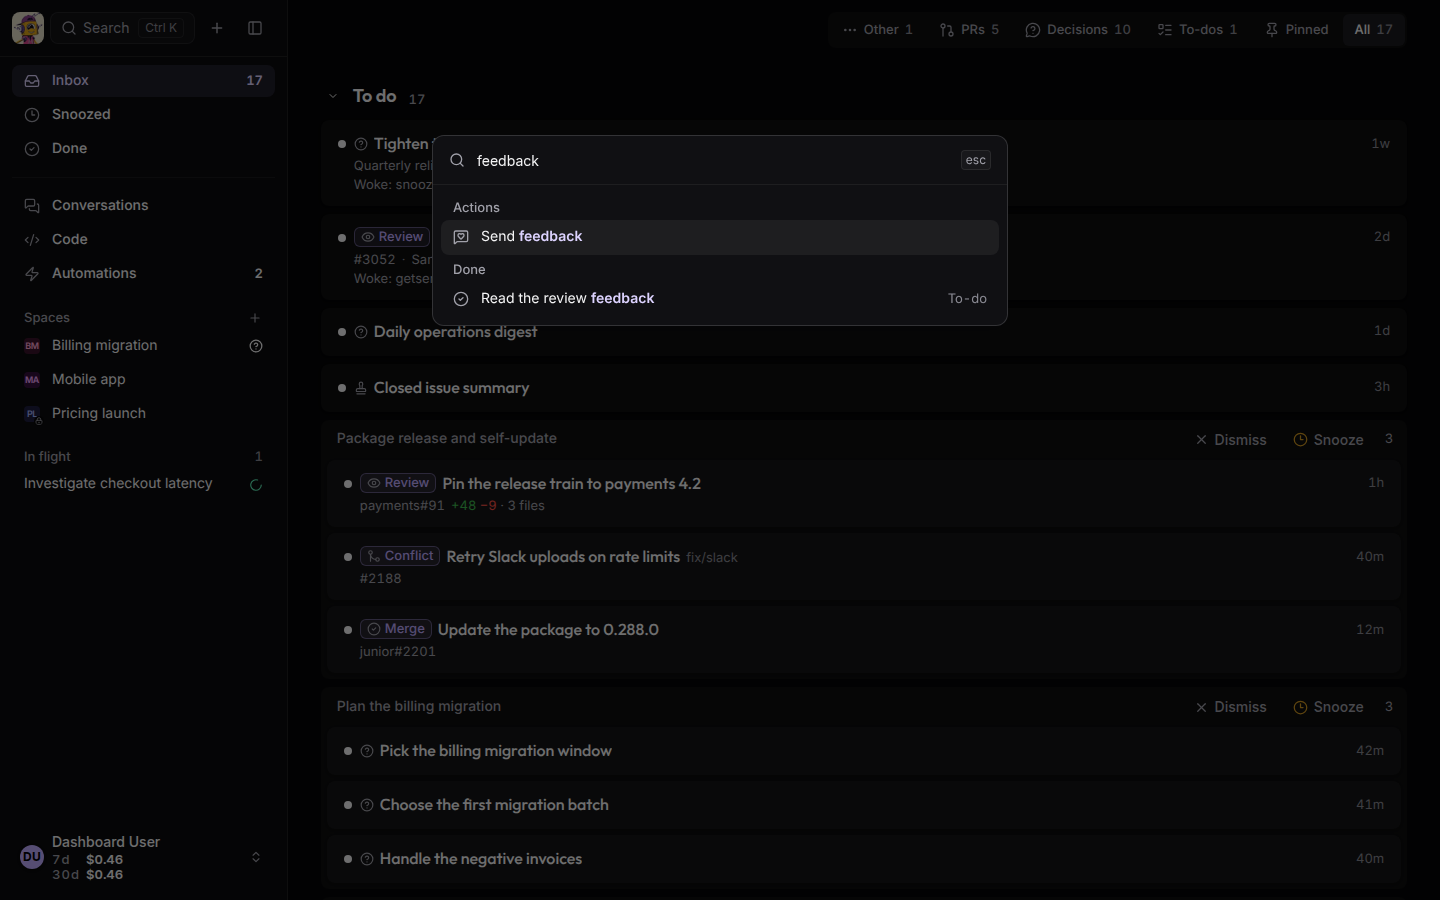 Search Ctrl K
Inbox 17
Snoozed
Done
Conversations
Code
Automations 2
Spaces
BM Billing migration
MA Mobile app
PL Pricing launch
In flight 1
Investigate checkout latency
DU Dashboard User
7d $0.46
30d $0.46
Other 1 PRs 5 Decisions 10 To-dos 1 Pinned All 17
To do 17
Tighten 1w
Quarterly reli
Woke: snooz
feedback esc
Actions
Send feedback
Done
Read the review feedback To-do
Review 2d
#3052 · Sar
Woke: getser
Daily operations digest 1d
Closed issue summary 3h
Package release and self-update Dismiss Snooze 3
Review Pin the release train to payments 4.2 1h
payments#91 +48 −9 · 3 files
Conflict Retry Slack uploads on rate limits fix/slack 40m
#2188
Merge Update the package to 0.288.0 12m
junior#2201
Plan the billing migration Dismiss Snooze 3
Pick the billing migration window 42m
Choose the first migration batch 41m
Handle the negative invoices 40m